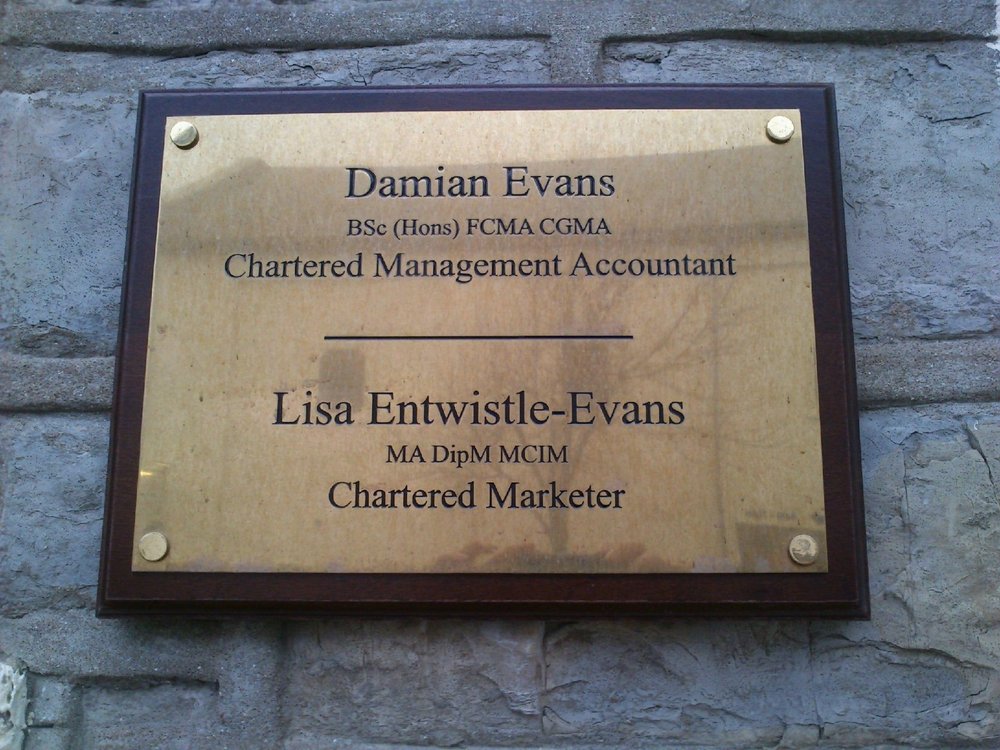 Damian Evans
BSc (Hons) FCMA CGMA
Chartered Management Accountant
Lisa Entwistle-Evans
MA DipM MCIM
Chartered Marketer